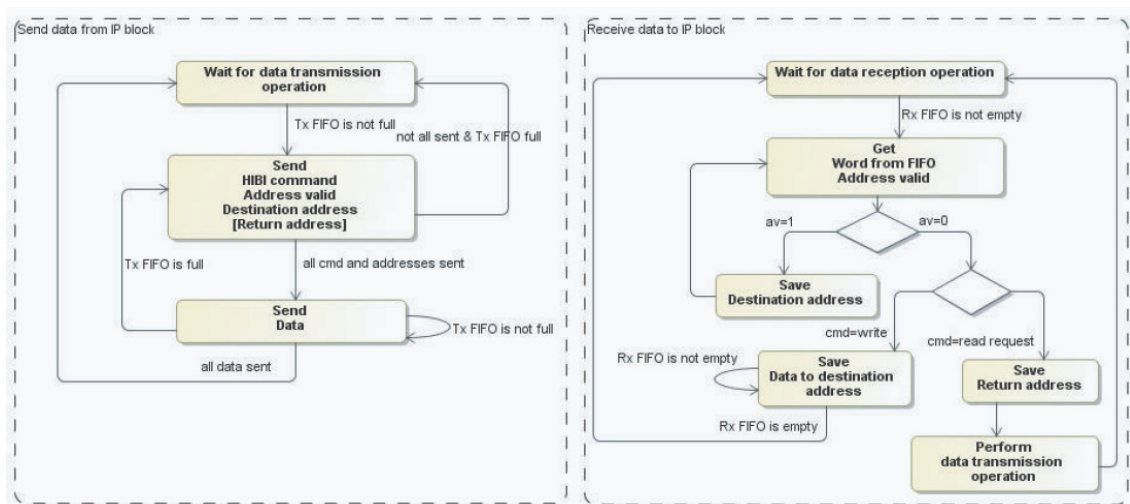 Send data from IP block
Wait for data transmission
operation
Tx FIFO is not full
not all sent & Tx FIFO full
Send
HIBI command
Address valid
Destination address
[Return address]
Tx FIFO is full
all cmd and addresses sent
Send
Data
Tx FIFO is not full
all data sent
Receive data to IP block
Wait for data reception operation
Rx FIFO is not empty
Get
Word from FIFO
Address valid
av=1
av=0
Save
Destination address
cmd=write
cmd=read request
Rx FIFO is not empty
Save
Data to destination
address
Save
Return address
Rx FIFO is empty
Perform
data transmission
operation